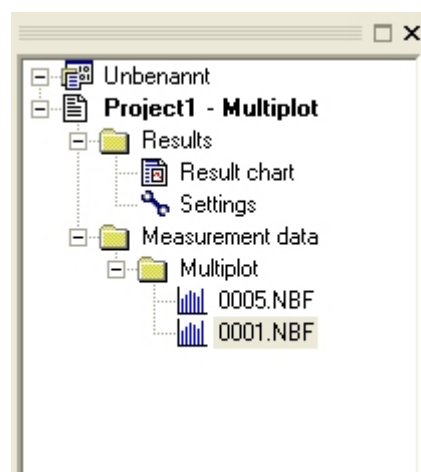 Unbenannt
Project1 - Multiplot
Results
Result chart
Settings
Measurement data
Multiplot
0005.NBF
0001.NBF